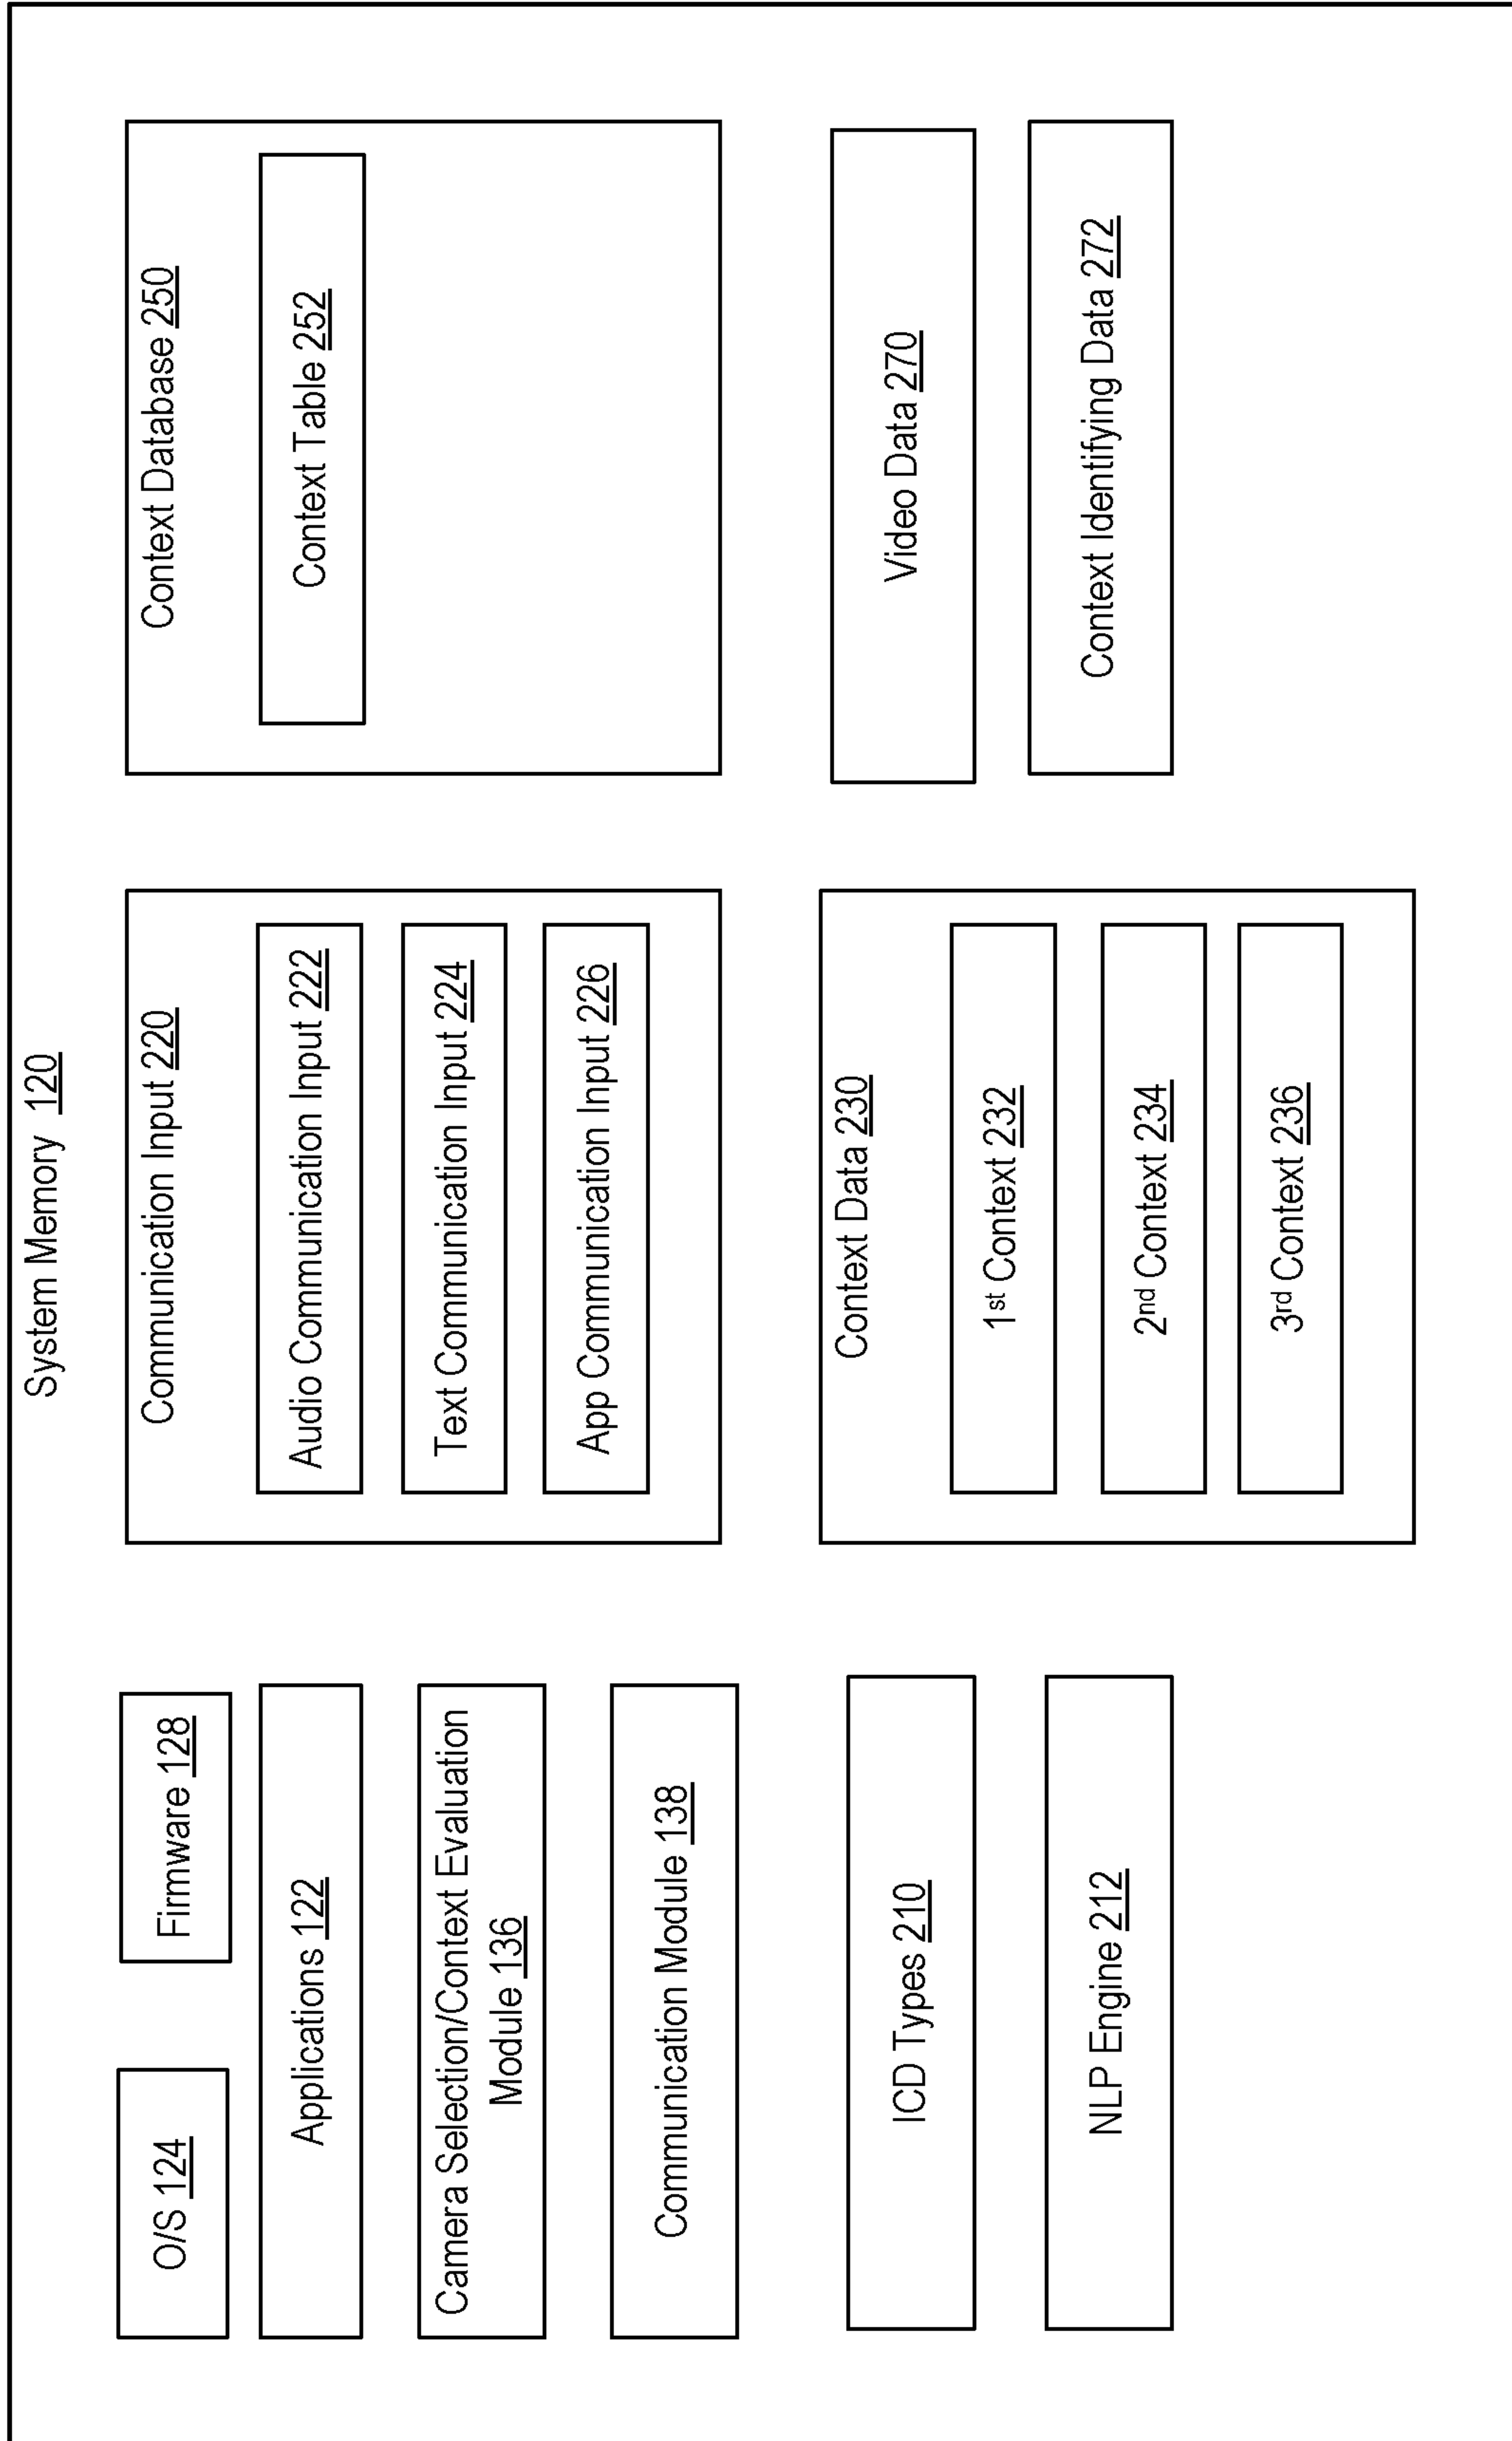 System Memory 120
O/S 124
Firmware 128
Applications 122
Camera Selection/Context Evaluation
Module 136
Communication Module 138
ICD Types 210
NLP Engine 212
Communication Input 220
Audio Communication Input 222
Text Communication Input 224
App Communication Input 226
Context Data 230
1st Context 232
2nd Context 234
3rd Context 236
Context Database 250
Context Table 252
Video Data 270
Context Identifying Data 272